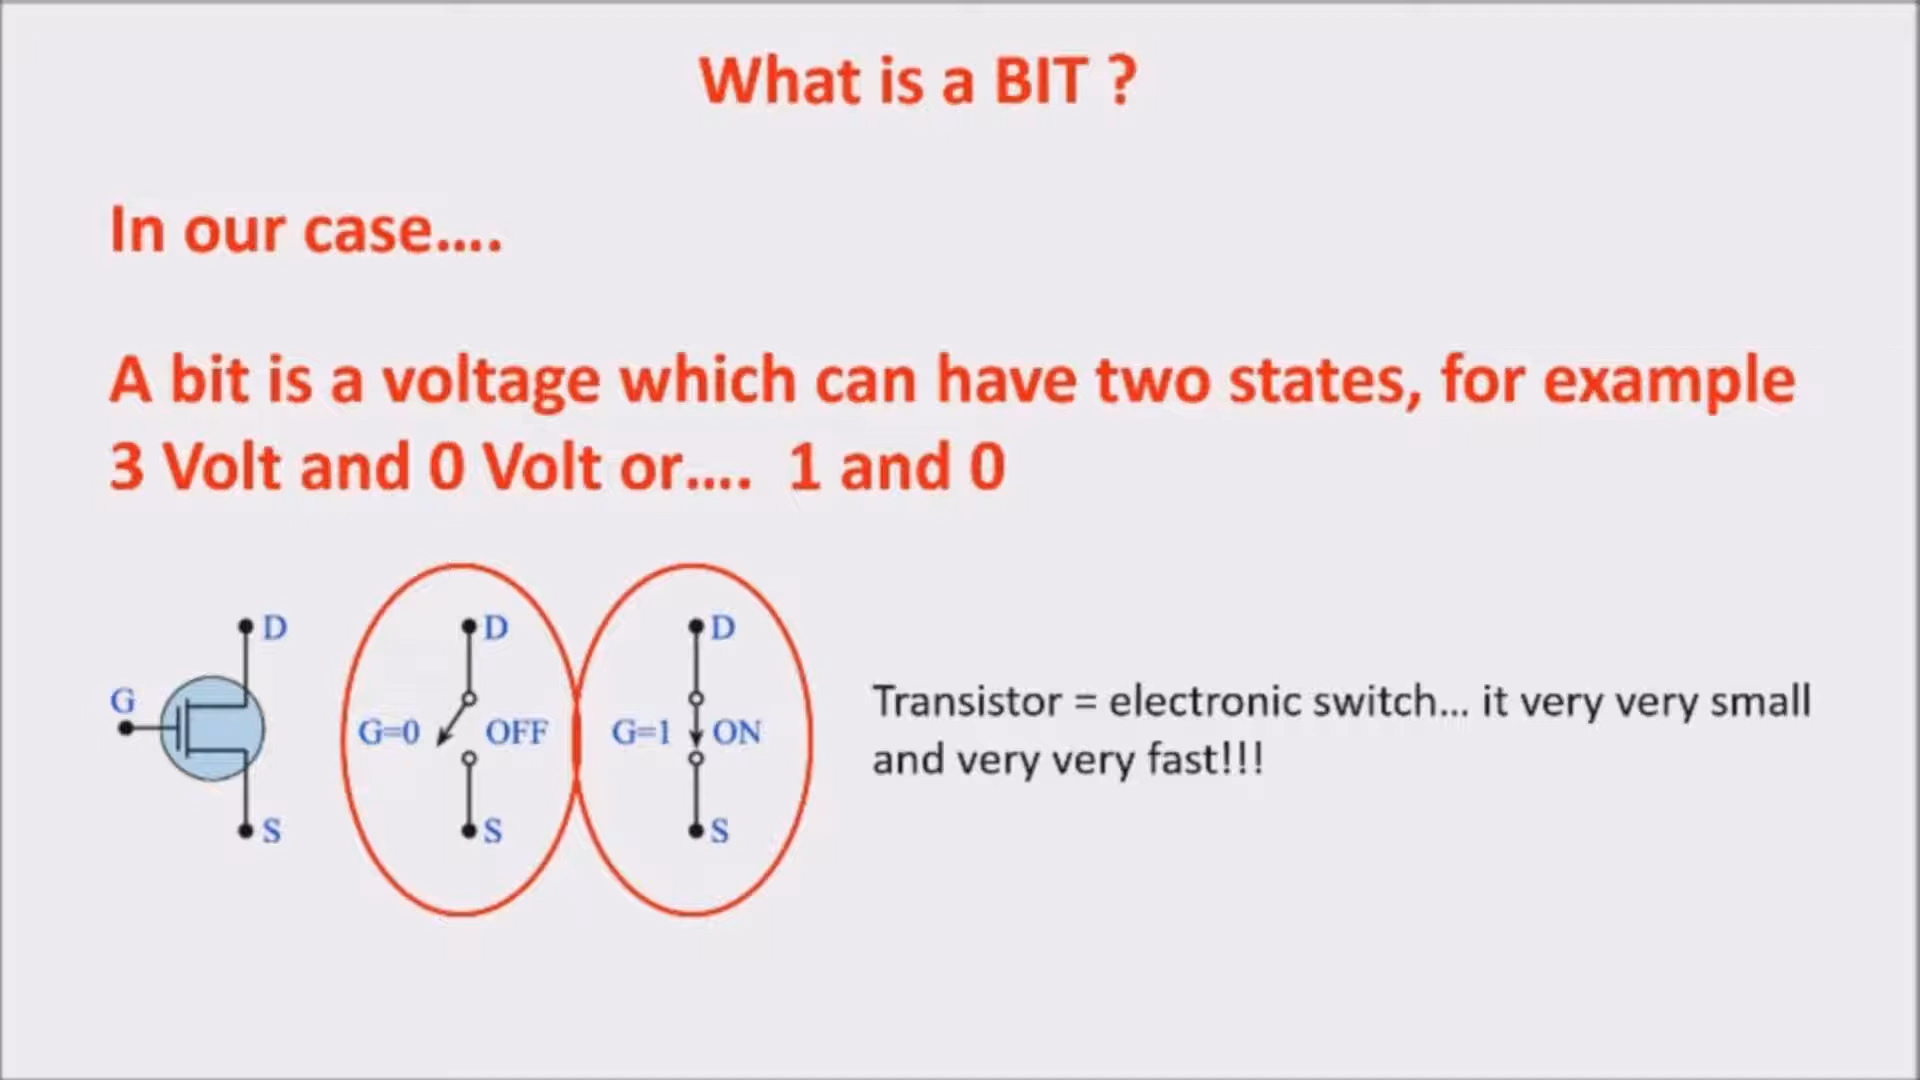 What is a BIT ?
In our case....
A bit is a voltage which can have two states, for example
3 Volt and 0 Volt or.... 1 and 0
D
G
S
D
G=0 OFF
S
D
G=1 ON
S
Transistor = electronic switch... it very very small
and very very fast!!!